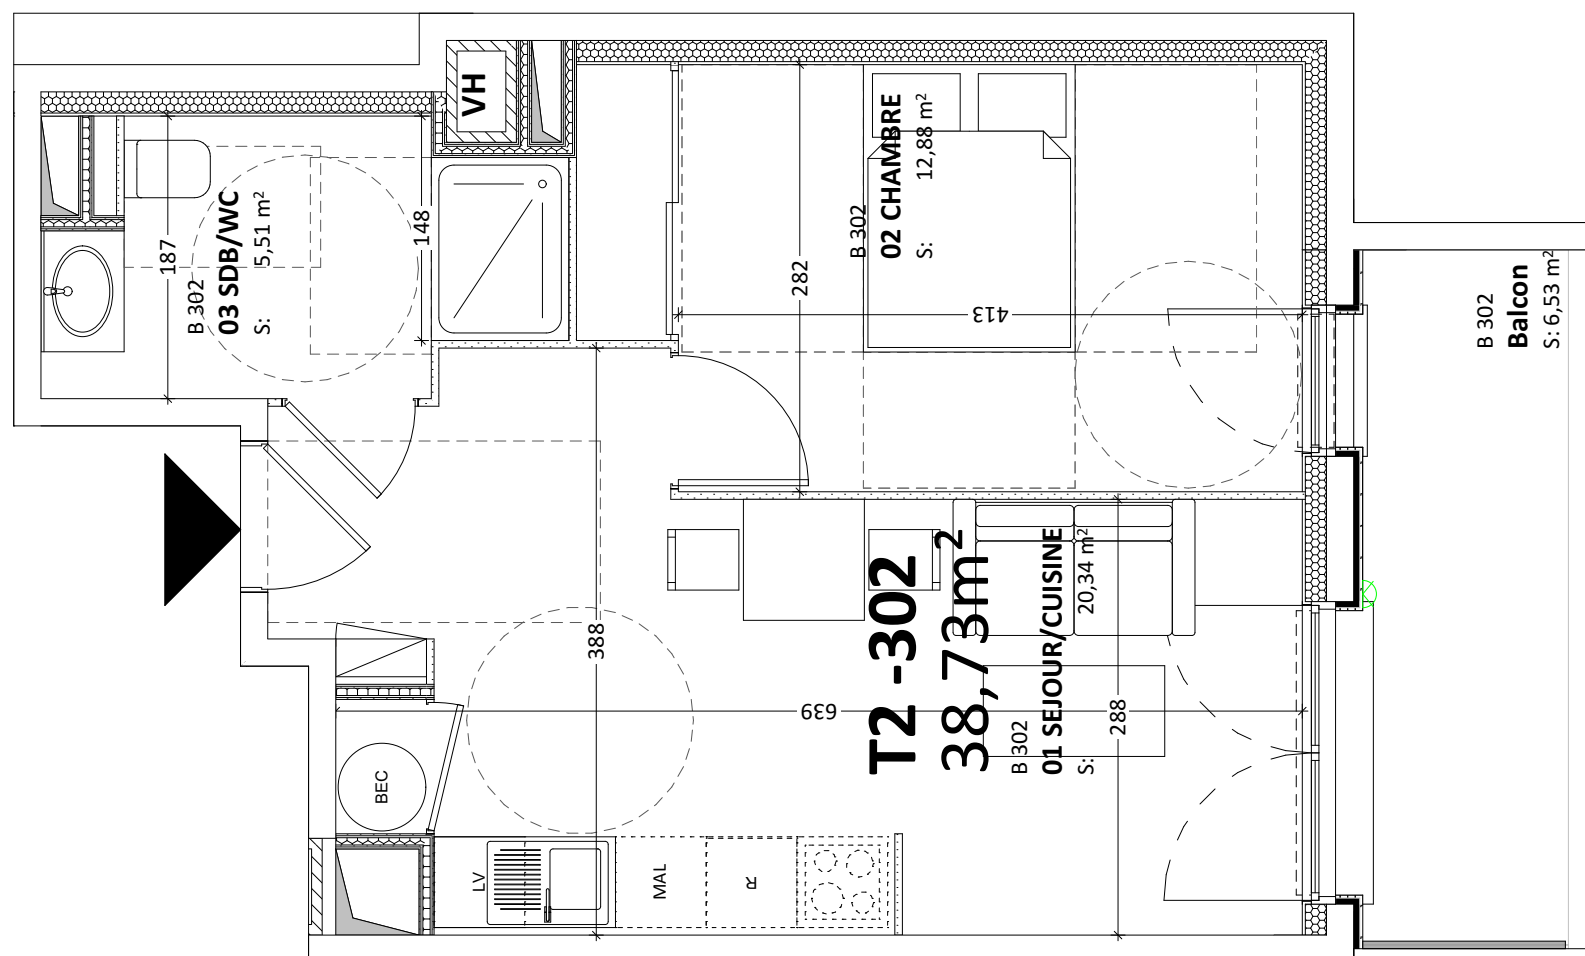 VH
B 302
03 SDB/WC
S: 5,51 m²
187
148
B 302
02 CHAMBRE
S: 12,88 m²
282
413
B 302
Balcon
S: 6,53 m²
T2 -302
38,73m²
B 302
01 SEJOUR/CUISINE
S: 20,34 m²
388
639
288
BEC
LV
MAL
R